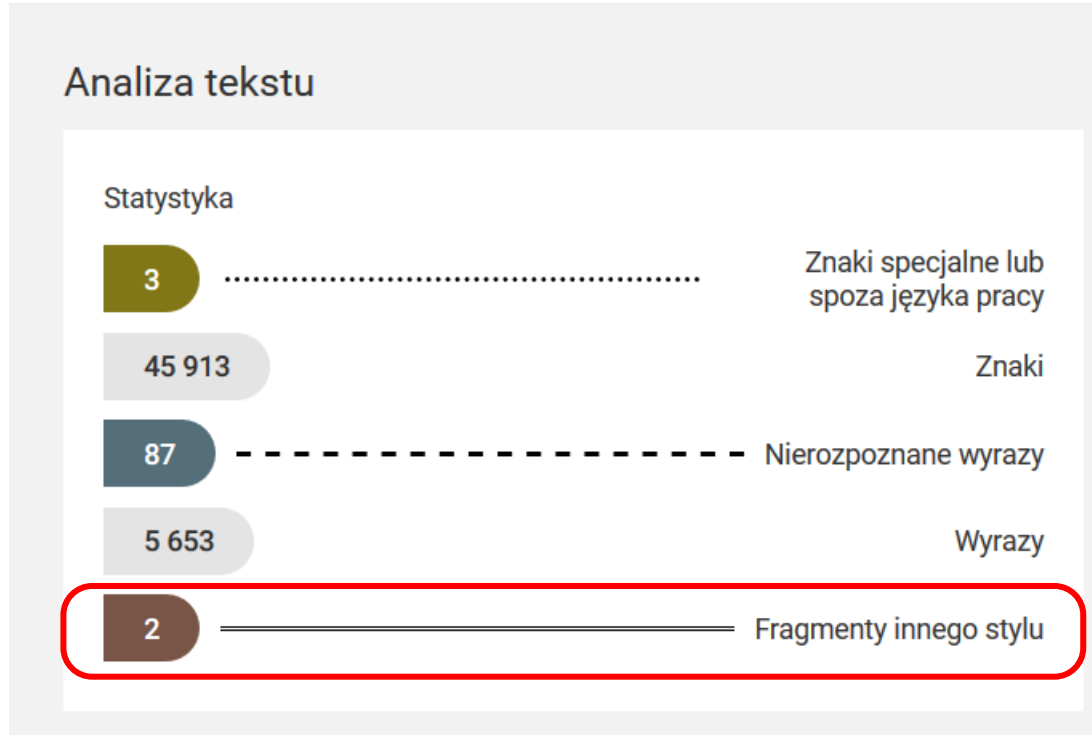 Analiza tekstu
Statystyka
3 Znaki specjalne lub
spoza języka pracy
45 913 Znaki
87 Nierozpoznane wyrazy
5 653 Wyrazy
2 Fragmenty innego stylu